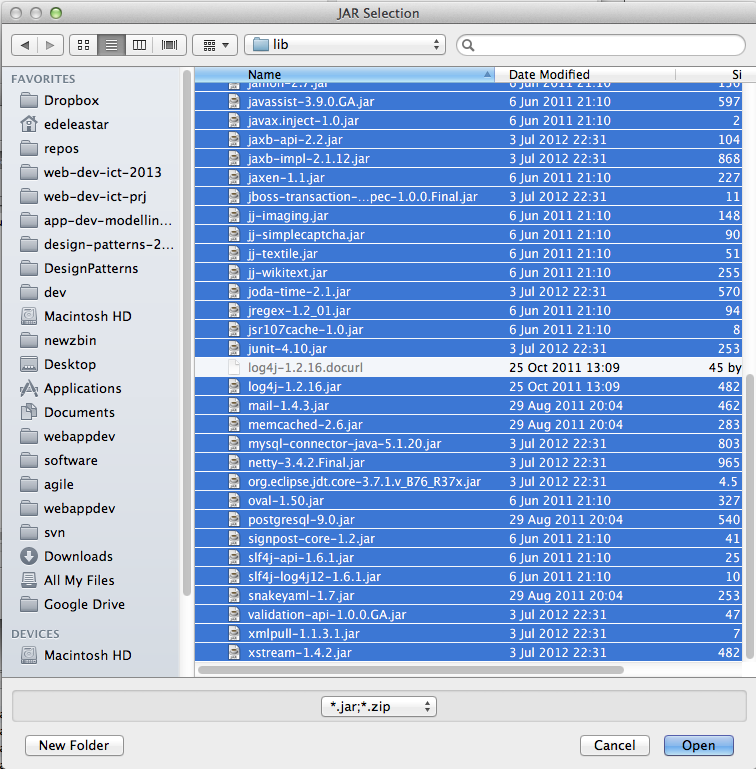 JAR Selection
lib
FAVORITES
Dropbox
edeleastar
repos
web-dev-ict-2013
web-dev-ict-prj
app-dev-modellin...
design-patterns-2...
DesignPatterns
dev
Macintosh HD
newzbin
Desktop
Applications
Documents
webappdev
software
agile
webappdev
svn
Downloads
All My Files
Google Drive
DEVICES
Macintosh HD
Name Date Modified Si
jamon-2.7.jar 6 Jun 2011 21:10 150
javassist-3.9.0.GA.jar 6 Jun 2011 21:10 597
javax.inject-1.0.jar 6 Jun 2011 21:10 2
jaxb-api-2.2.jar 3 Jul 2012 22:31 104
jaxb-impl-2.1.12.jar 3 Jul 2012 22:31 868
jaxen-1.1.jar 6 Jun 2011 21:10 227
jboss-transaction-...pec-1.0.0.Final.jar 3 Jul 2012 22:31 11
jj-imaging.jar 6 Jun 2011 21:10 148
jj-simplecaptcha.jar 6 Jun 2011 21:10 90
jj-textile.jar 6 Jun 2011 21:10 51
jj-wikitext.jar 6 Jun 2011 21:10 255
joda-time-2.1.jar 3 Jul 2012 22:31 570
jregex-1.2_01.jar 6 Jun 2011 21:10 94
jsr107cache-1.0.jar 6 Jun 2011 21:10 8
junit-4.10.jar 3 Jul 2012 22:31 253
log4j-1.2.16.docurl 25 Oct 2011 13:09 45 by
log4j-1.2.16.jar 25 Oct 2011 13:09 482
mail-1.4.3.jar 29 Aug 2011 20:04 462
memcached-2.6.jar 29 Aug 2011 20:04 283
mysql-connector-java-5.1.20.jar 3 Jul 2012 22:31 803
netty-3.4.2.Final.jar 3 Jul 2012 22:31 965
org.eclipse.jdt.core-3.7.1.v_B76_R37x.jar 3 Jul 2012 22:31 4.5
oval-1.50.jar 6 Jun 2011 21:10 327
postgresql-9.0.jar 29 Aug 2011 20:04 540
signpost-core-1.2.jar 6 Jun 2011 21:10 41
slf4j-api-1.6.1.jar 6 Jun 2011 21:10 25
slf4j-log4j12-1.6.1.jar 6 Jun 2011 21:10 10
snakeyaml-1.7.jar 29 Aug 2011 20:04 253
validation-api-1.0.0.GA.jar 3 Jul 2012 22:31 47
xmlpull-1.1.3.1.jar 3 Jul 2012 22:31 7
xstream-1.4.2.jar 3 Jul 2012 22:31 482
*.jar;*.zip
New Folder Cancel Open